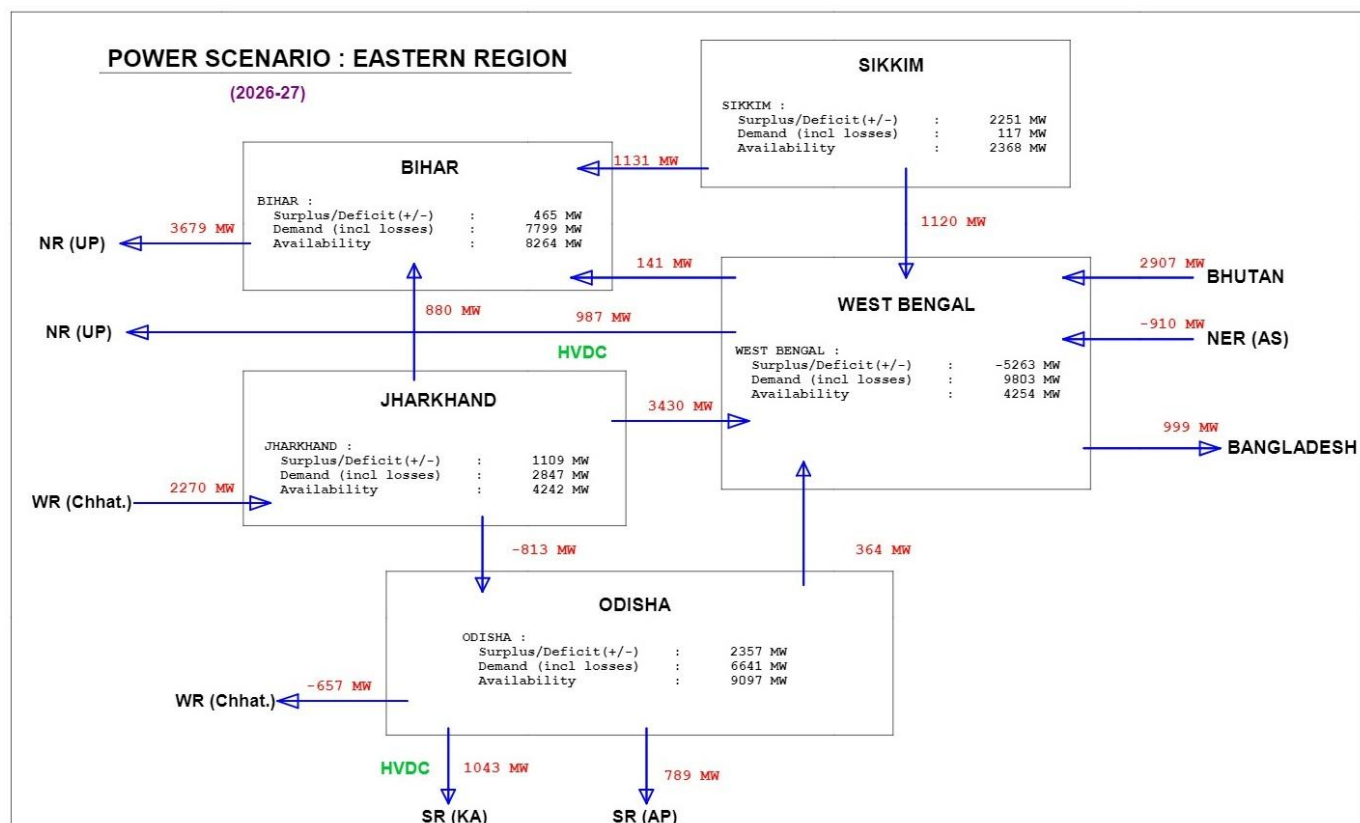 POWER SCENARIO : EASTERN REGION
(2026-27)
SIKKIM
SIKKIM :
Surplus/Deficit(+/-) : 2251 MW
Demand (incl losses) : 117 MW
Availability : 2368 MW
BIHAR
BIHAR :
Surplus/Deficit(+/-) : 465 MW
Demand (incl losses) : 7799 MW
Availability : 8264 MW
1131 MW
1120 MW
3679 MW
NR (UP)
141 MW
2907 MW
BHUTAN
WEST BENGAL
880 MW
987 MW
NR (UP)
-910 MW
NER (AS)
HVDC
WEST BENGAL :
Surplus/Deficit(+/-) : -5263 MW
Demand (incl losses) : 9803 MW
Availability : 4254 MW
JHARKHAND
3430 MW
JHARKHAND :
Surplus/Deficit(+/-) : 1109 MW
Demand (incl losses) : 2847 MW
Availability : 4242 MW
999 MW
BANGLADESH
2270 MW
WR (Chhat.)
-813 MW
364 MW
ODISHA
ODISHA :
Surplus/Deficit(+/-) : 2357 MW
Demand (incl losses) : 6641 MW
Availability : 9097 MW
-657 MW
WR (Chhat.)
HVDC
1043 MW
789 MW
SR (KA)
SR (AP)